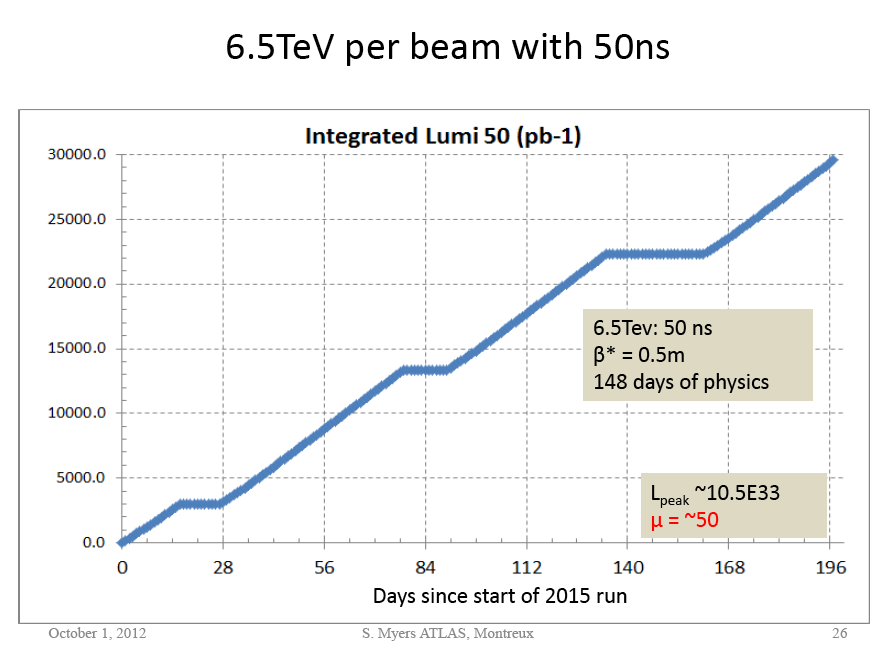 6.5TeV per beam with 50ns
Integrated Lumi 50 (pb-1)
30000.0
25000.0
20000.0
15000.0
10000.0
5000.0
0.0
0 28 56 84 112 140 168 196
Days since start of 2015 run
6.5Tev: 50 ns
β* = 0.5m
148 days of physics
Lpeak ~10.5E33
μ = ~50
October 1, 2012 S. Myers ATLAS, Montreux 26